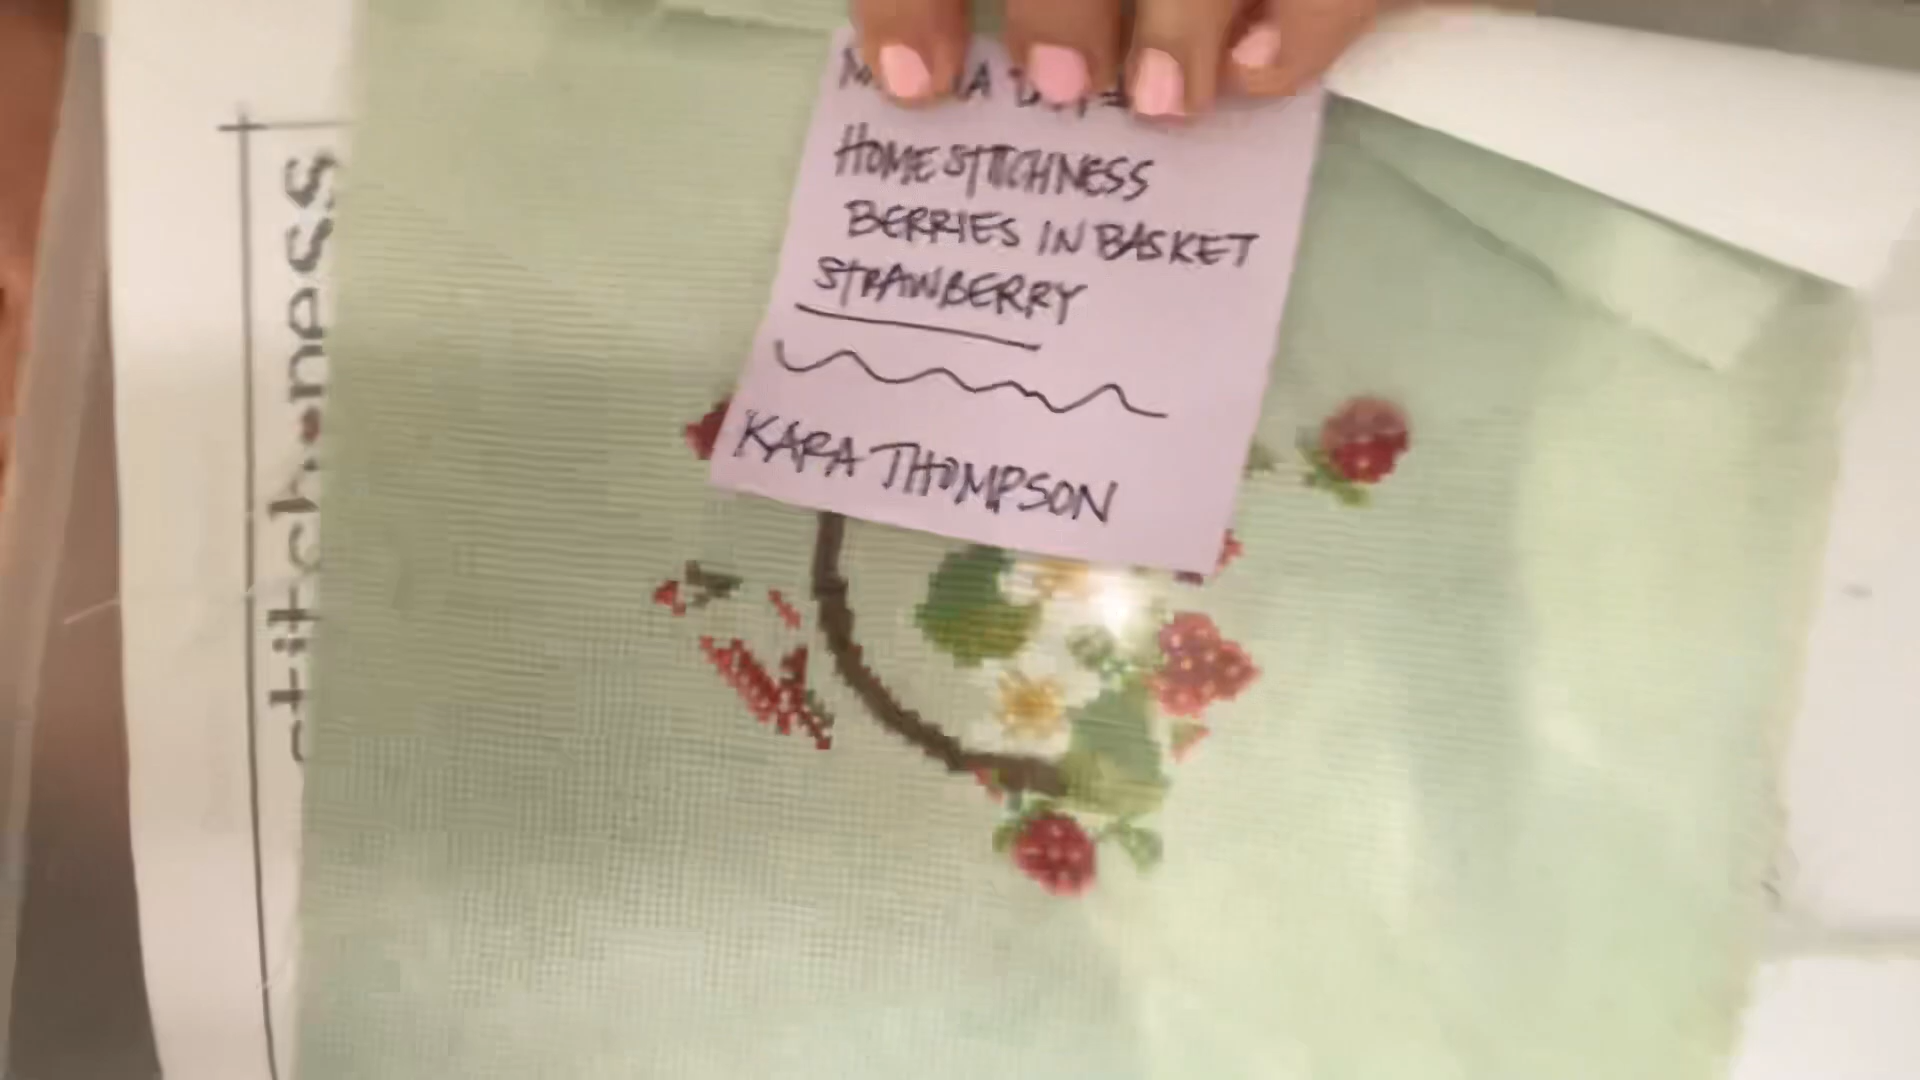 HOME STITCHNESS
BERRIES IN BASKET
STRAWBERRY
KARA THOMPSON
stitchness